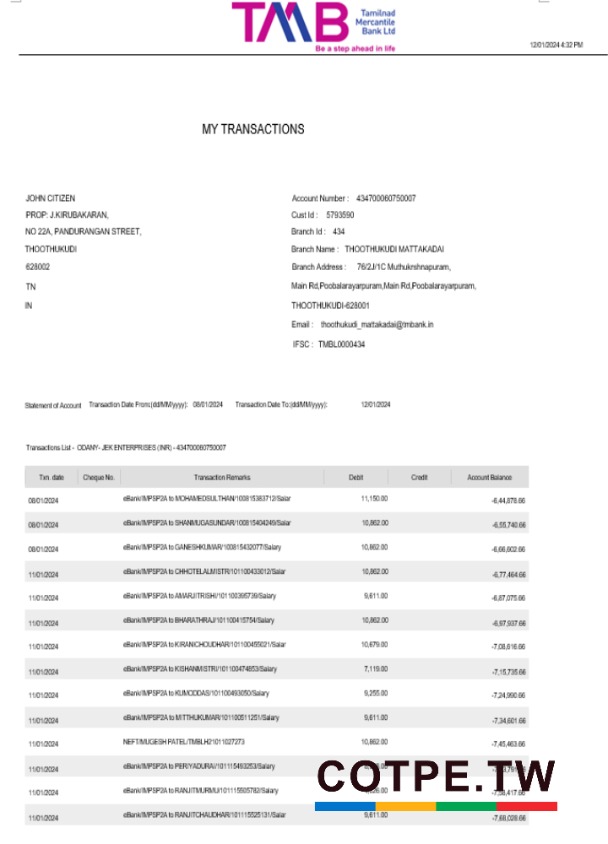 TMB Tamilnad
Mercantile
Bank Ltd
Be a step ahead in life
12/01/2024 4:32 PM
MY TRANSACTIONS
JOHN CITIZEN
PROP: J.KIRUBAKARAN,
NO 22A, PANDURANGAN STREET,
THOOTHUKUDI
628002
TN
IN
Account Number : 434700060750007
Cust Id : 5793590
Branch Id : 434
Branch Name : THOOTHUKUDI MATTAKADAI
Branch Address : 76/2J/1C Muthukrishnapuram,
Main Rd,Poobalarayarpuram,Main Rd,Poobalarayarpuram,
THOOTHUKUDI-628001
Email : thoothukudi_mattakadai@tmbank.in
IFSC : TMBL0000434
Statement of Account Transaction Date From:(dd/MM/yyyy): 08/01/2024 Transaction Date To:(dd/MM/yyyy): 12/01/2024
Transactions List - ODANY- JEK ENTERPRISES (INR) - 434700060750007
Txn. date Cheque No. Transaction Remarks Debit Credit Account Balance
08/01/2024 eBank/IMPSP2A to MOHAMEDSULTHAN/100815383712/Salar 11,150.00 -6,44,878.66
08/01/2024 eBank/IMPSP2A to SHANMUGASUNDAR/100815404249/Salar 10,862.00 -6,55,740.66
08/01/2024 eBank/IMPSP2A to GANESHKUMAR/100815432077/Salary 10,862.00 -6,66,602.66
11/01/2024 eBank/IMPSP2A to CHHOTELALMISTR/101100433012/Salar 10,862.00 -6,77,464.66
11/01/2024 eBank/IMPSP2A to AMARJITRISHI/101100395739/Salary 9,611.00 -6,87,075.66
11/01/2024 eBank/IMPSP2A to BHARATHRAJ/101100415754/Salary 10,862.00 -6,97,937.66
11/01/2024 eBank/IMPSP2A to KIRANCHOUDHAR/101100455021/Salar 10,679.00 -7,08,616.66
11/01/2024 eBank/IMPSP2A to KISHANMISTRI/101100474853/Salary 7,119.00 -7,15,735.66
11/01/2024 eBank/IMPSP2A to KUMODDAS/101100493050/Salary 9,255.00 -7,24,990.66
11/01/2024 eBank/IMPSP2A to MITTHUKUMAR/101100511251/Salary 9,611.00 -7,34,601.66
11/01/2024 NEFT/MUGESH PATEL/TMBLH21011027273 10,862.00 -7,45,463.66
11/01/2024 eBank/IMPSP2A to PERIYADURAI/101115493253/Salary
11/01/2024 eBank/IMPSP2A to RANJITMURMU/101115505782/Salary -7,58,417.66
11/01/2024 eBank/IMPSP2A to RANJITCHAUDHAR/101115525131/Salar 9,611.00 -7,68,028.66
COTPE.TW